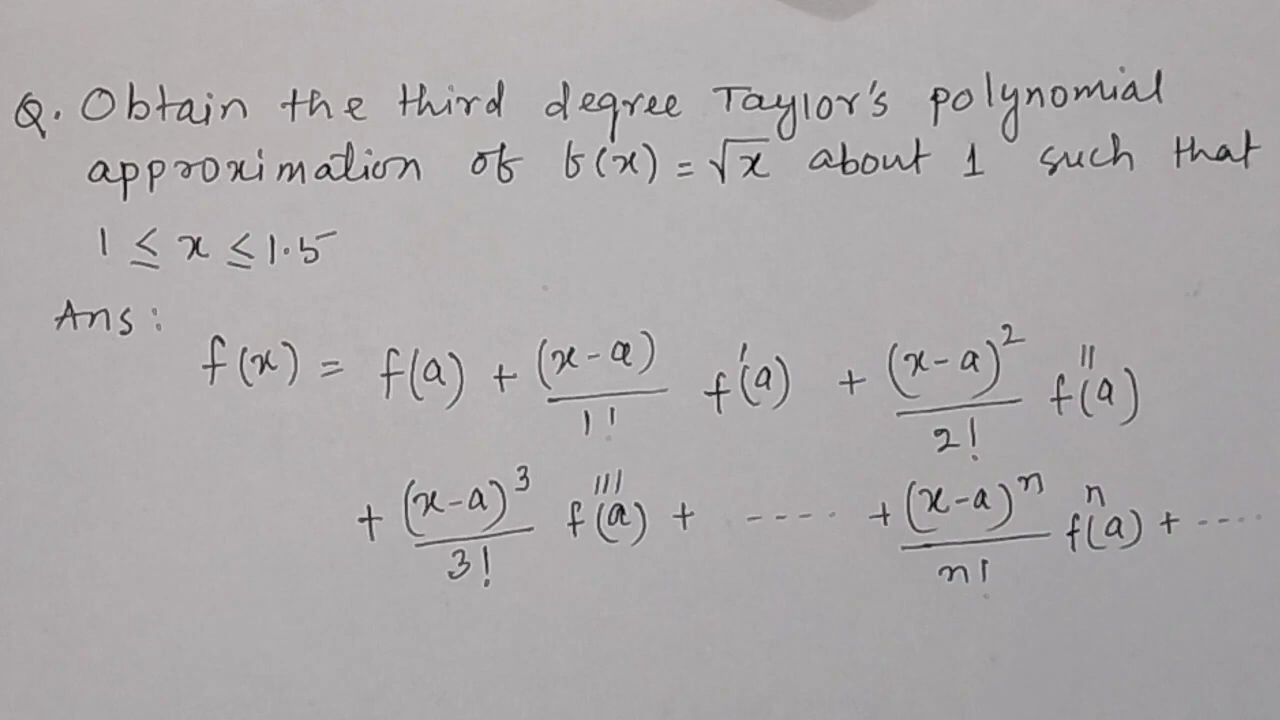 Q. Obtain the third degree Taylor's polynomial
approximation of f(x) = √x about 1 such that
1 ≤ x ≤ 1.5
Ans:
f(x) = f(a) + (x-a)/1! f'(a) + (x-a)²/2! f''(a)
+ (x-a)³/3! f'''(a) + ---- + (x-a)ⁿ/n! fⁿ(a) + ----